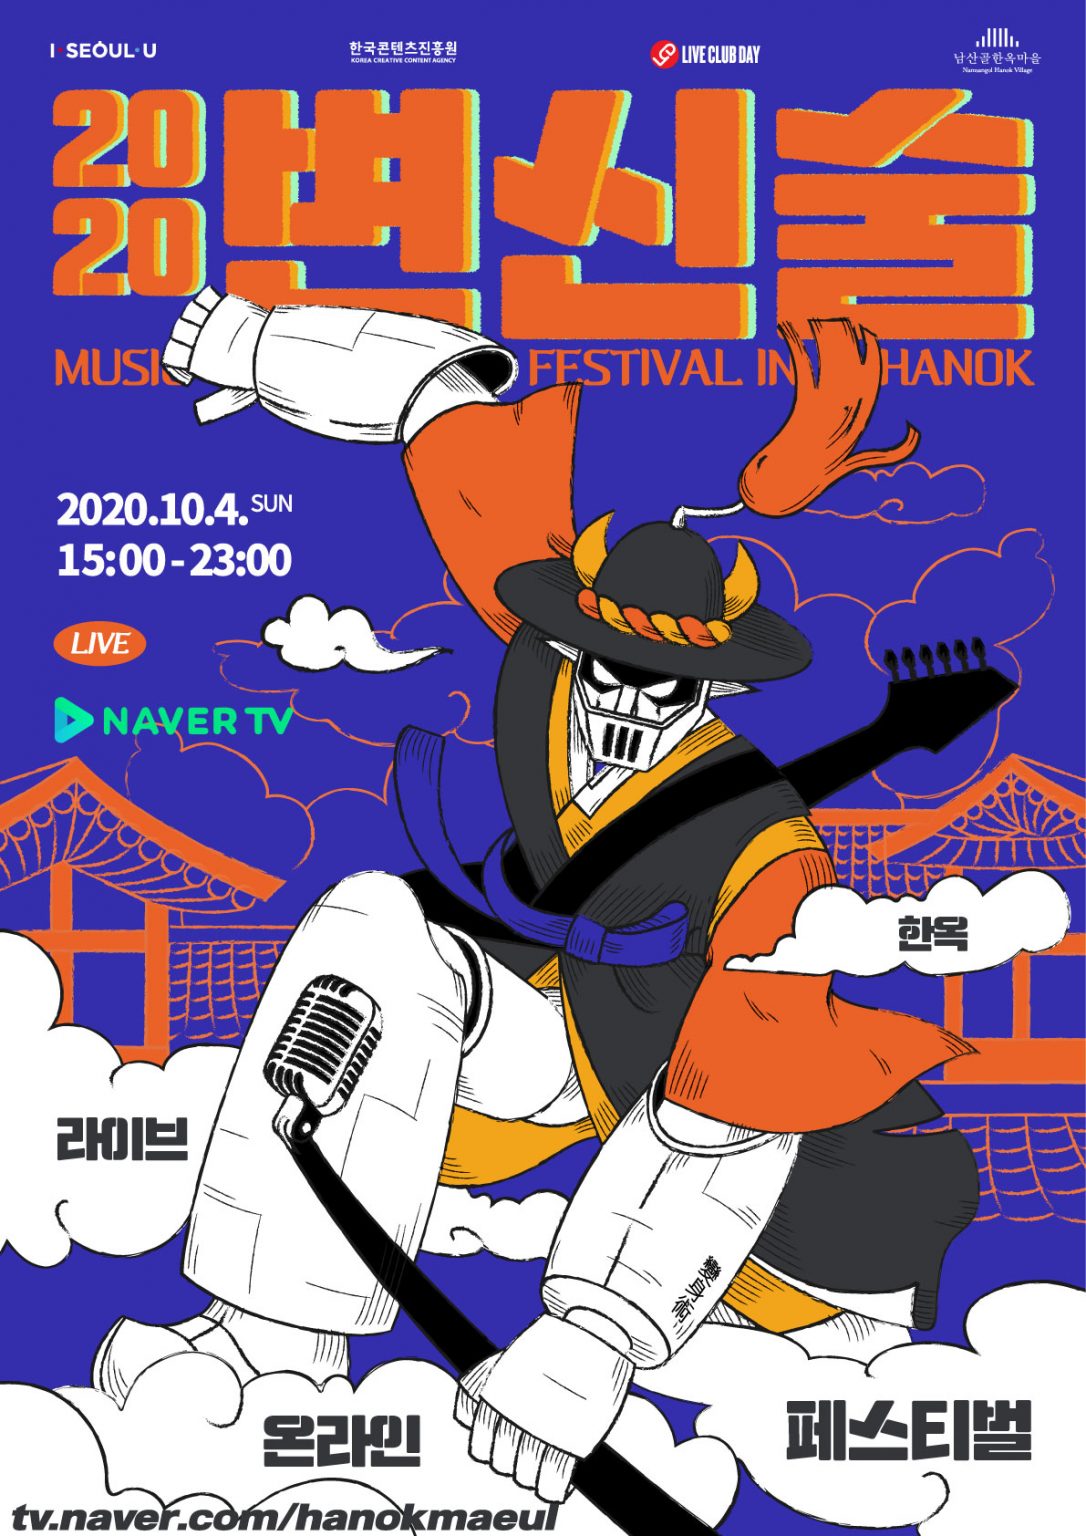 I·SEOUL·U
한국콘텐츠진흥원
KOREA CREATIVE CONTENT AGENCY
LIVE CLUB DAY
남산골한옥마을
Namsangol Hanok Village
2020 변신술
MUSIC FESTIVAL IN HANOK
2020.10.4. SUN
15:00 - 23:00
LIVE
NAVER TV
한옥
라이브
變身術
온라인
페스티벌
tv.naver.com/hanokmaeul